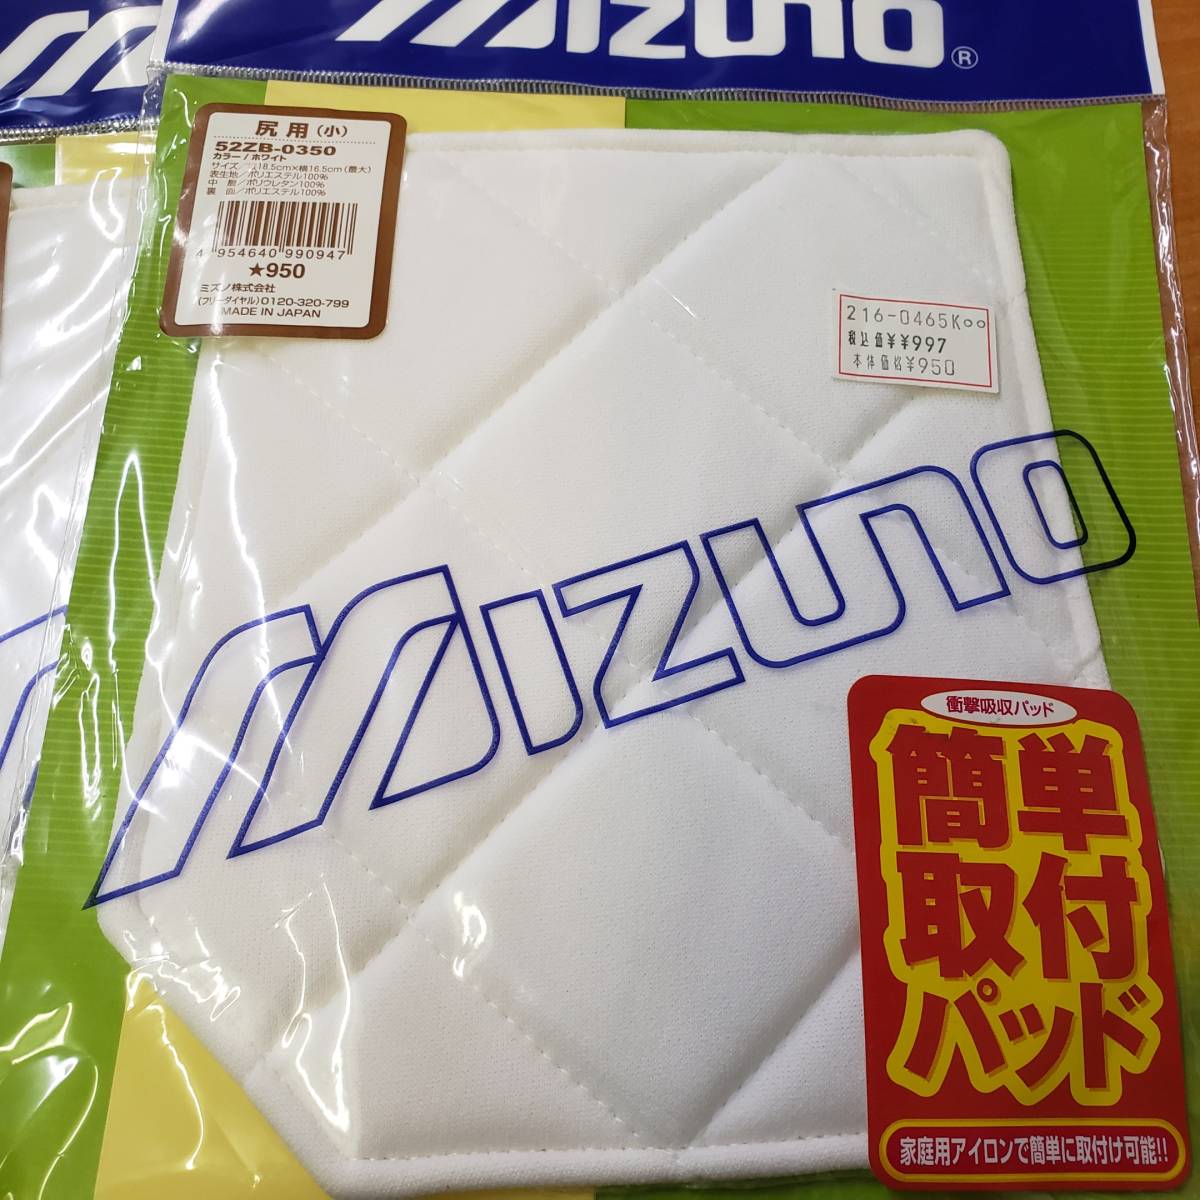 MIZUNO®
尻用(小)
52ZB-0350
カラー/ホワイト
サイズ/縦18.5cm×横16.5cm(最大)
表生地/ポリエステル100%
中 胞/ポリウレタン100%
裏 面/ポリエステル100%
4 954640 990947
★950
ミズノ株式会社
(フリーダイヤル)0120-320-799
MADE IN JAPAN
216-0465K○○
税込価¥¥997
本体価格¥950
MIZUNO
衝撃吸収パッド
簡単
取付
パッド
家庭用アイロンで簡単に取付け可能!!